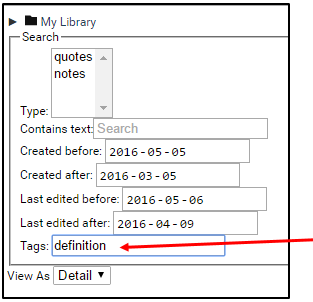 My Library
Search
quotes
notes
Type:
Contains text: Search
Created before: 2016-05-05
Created after: 2016-03-05
Last edited before: 2016-05-06
Last edited after: 2016-04-09
Tags: definition
View As Detail